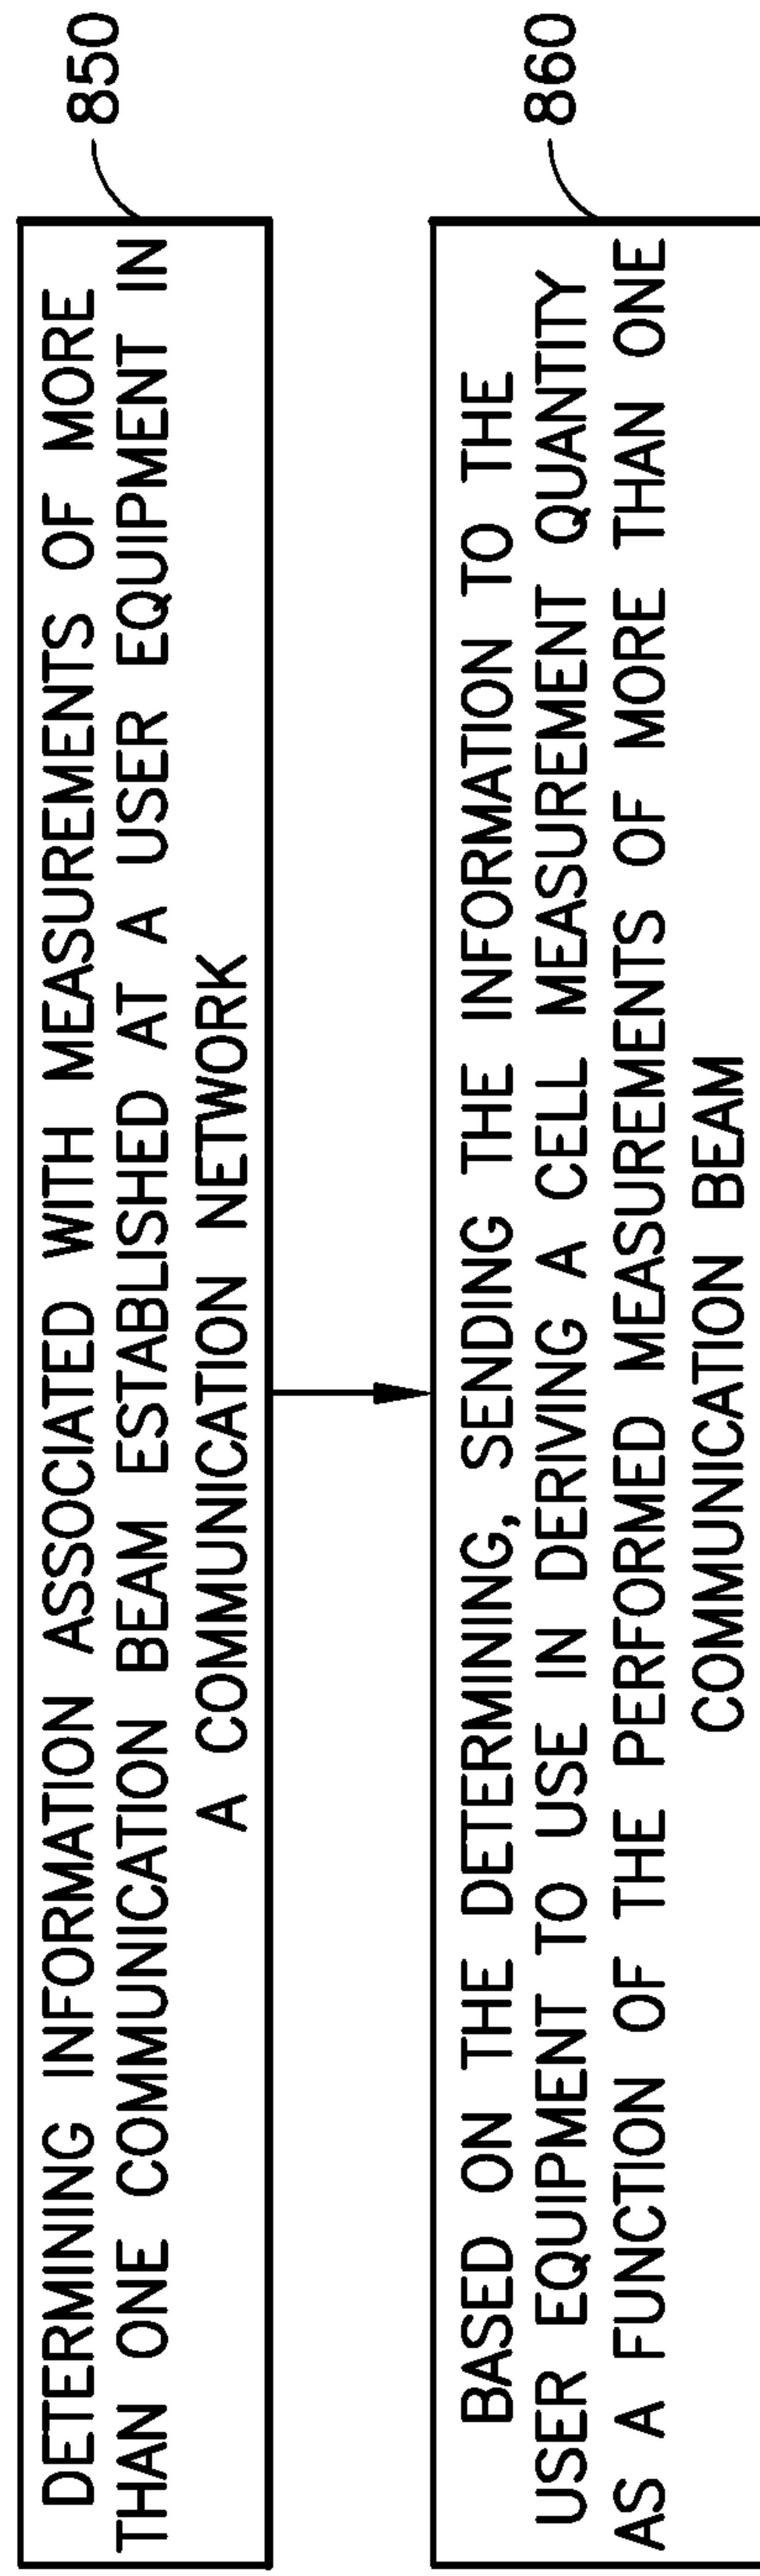 DETERMINING INFORMATION ASSOCIATED WITH MEASUREMENTS OF MORE
THAN ONE COMMUNICATION BEAM ESTABLISHED AT A USER EQUIPMENT IN
A COMMUNICATION NETWORK
850
BASED ON THE DETERMINING, SENDING THE INFORMATION TO THE
USER EQUIPMENT TO USE IN DERIVING A CELL MEASUREMENT QUANTITY
AS A FUNCTION OF THE PERFORMED MEASUREMENTS OF MORE THAN ONE
COMMUNICATION BEAM
860